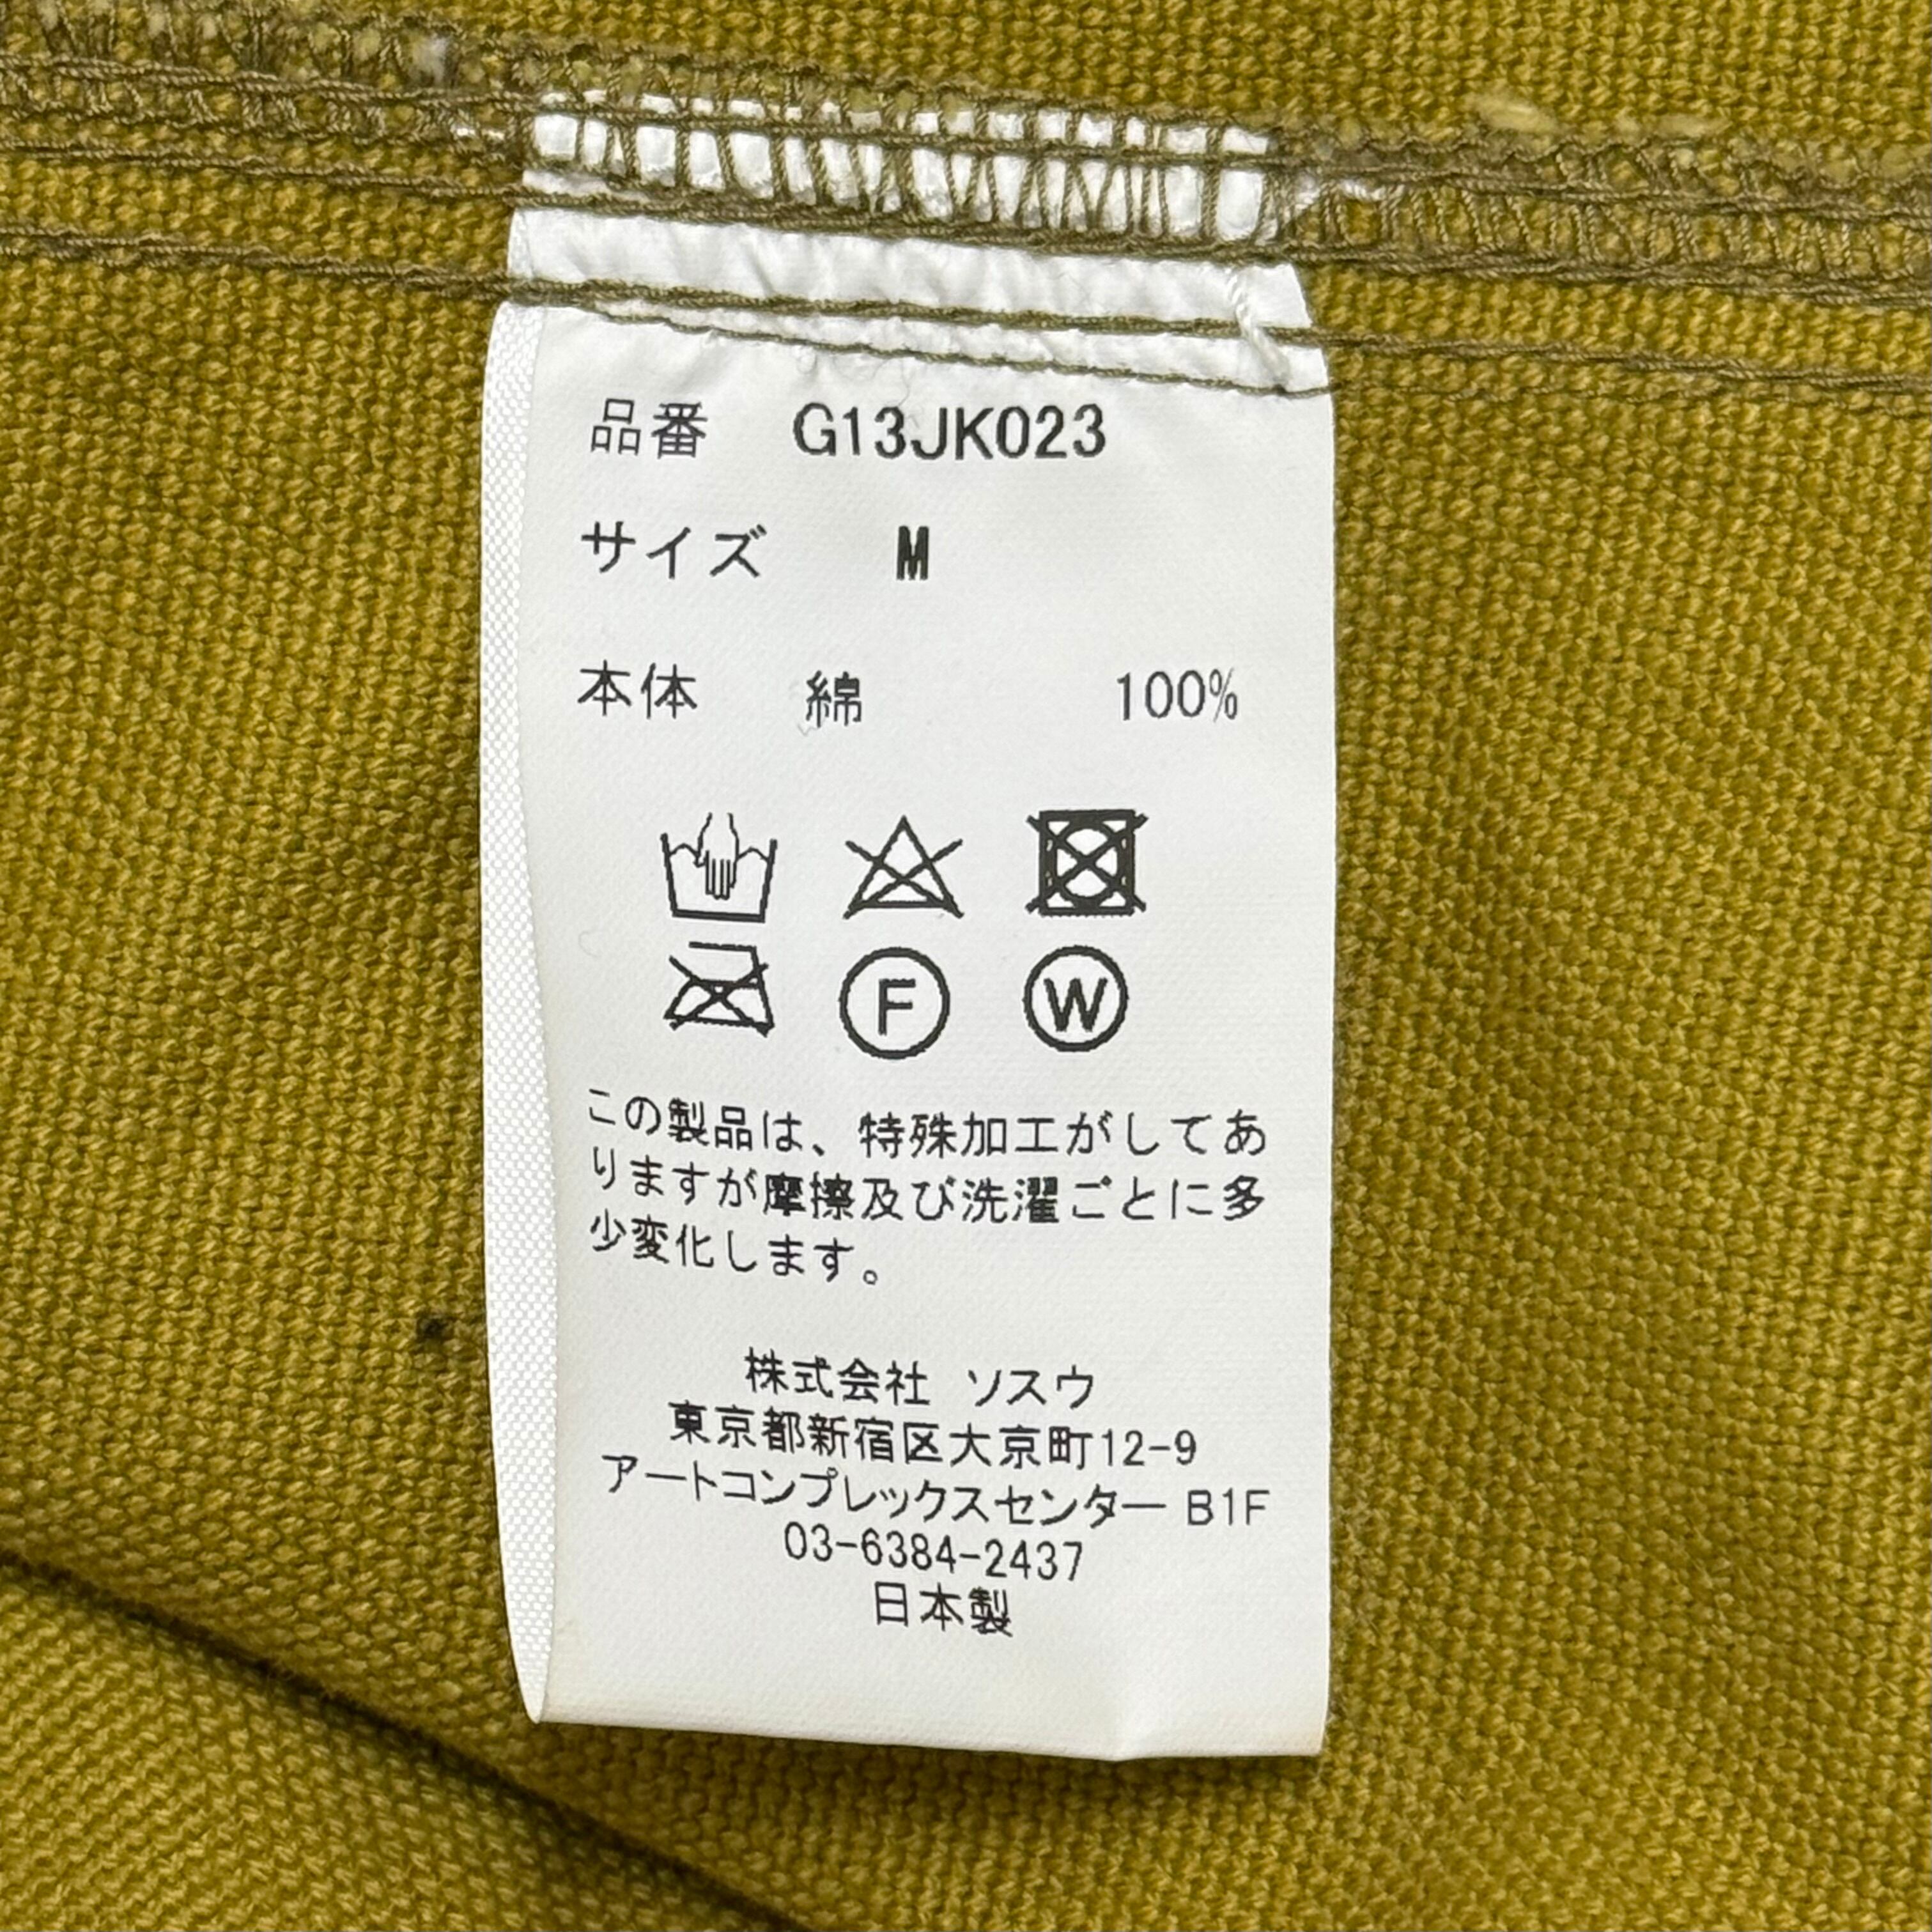 品番 G13JK023
サイズ M
本体 綿 100%
F W
この製品は、特殊加工がしてあ
りますが摩擦及び洗濯ごとに多
少変化します。
株式会社 ソスウ
東京都新宿区大京町12-9
アートコンプレックスセンター B1F
03-6384-2437
日本製